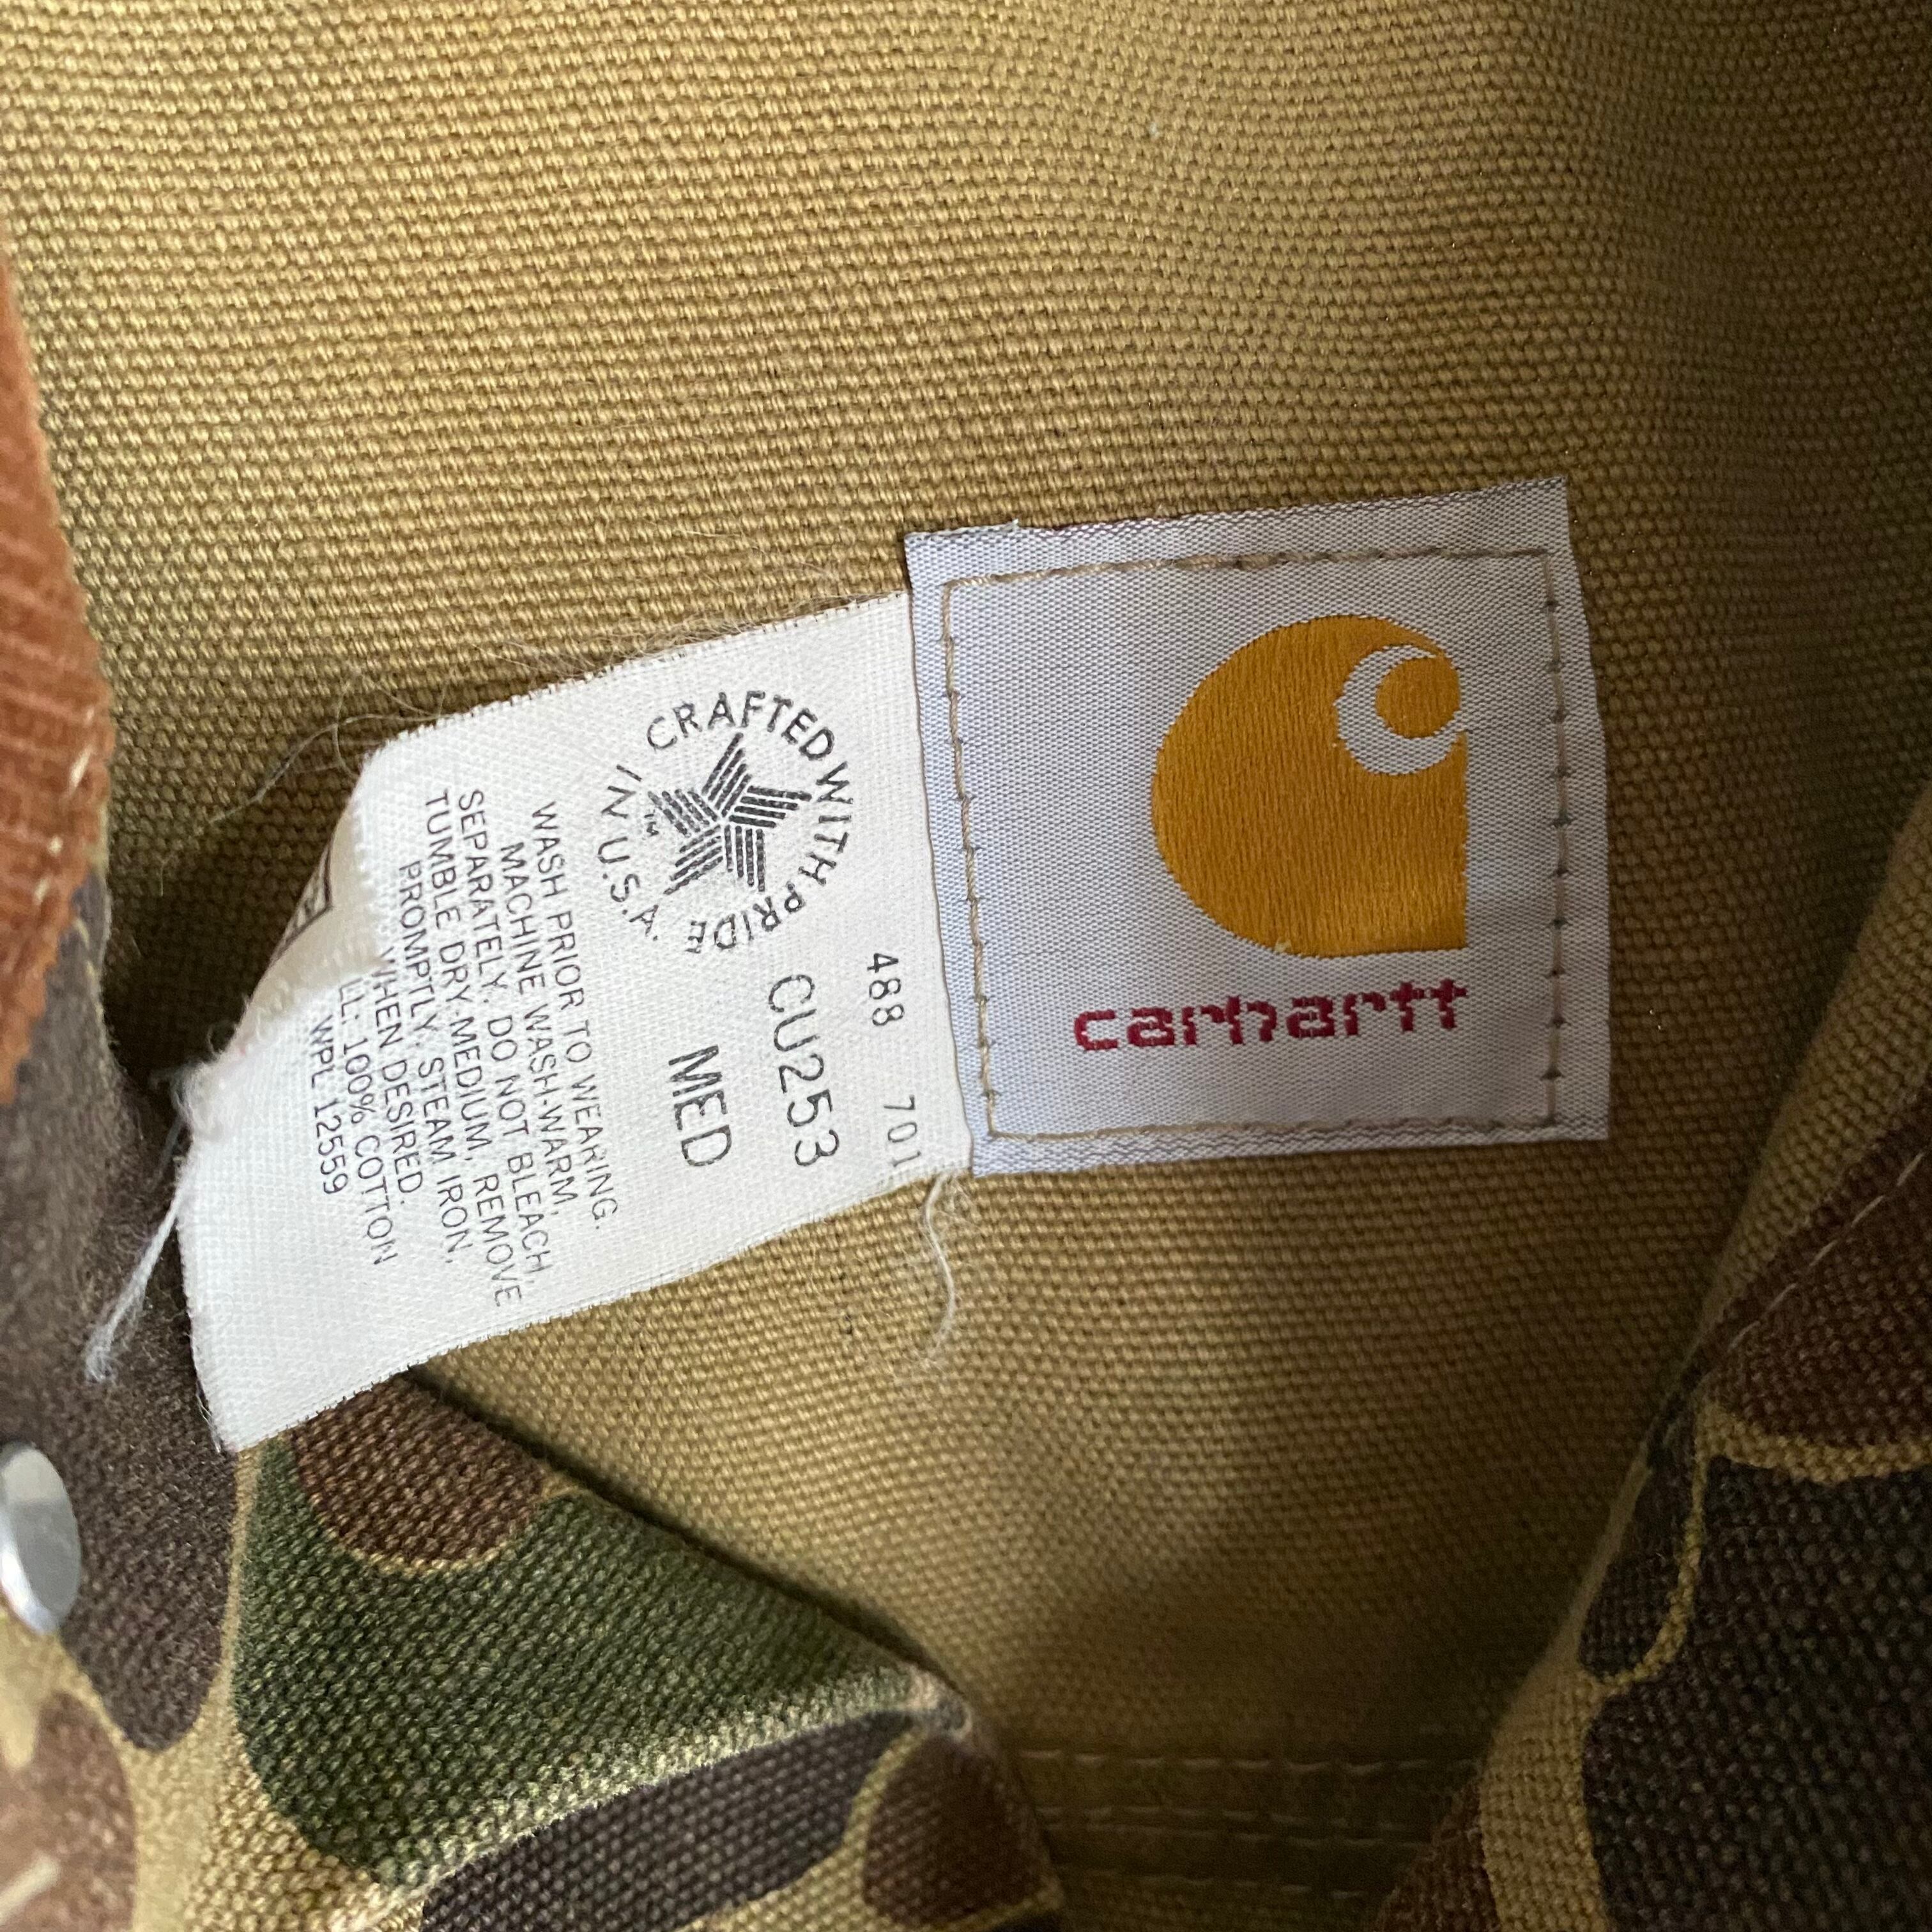 carhartt
488 701
CRAFTED WITH PRIDE IN U.S.A.
™
CU253
MED
WASH PRIOR TO WEARING.
MACHINE WASH-WARM,
SEPARATELY. DO NOT BLEACH,
TUMBLE DRY MEDIUM, REMOVE
PROMPTLY. STEAM IRON,
WHEN DESIRED.
100% COTTON
WPL 12559